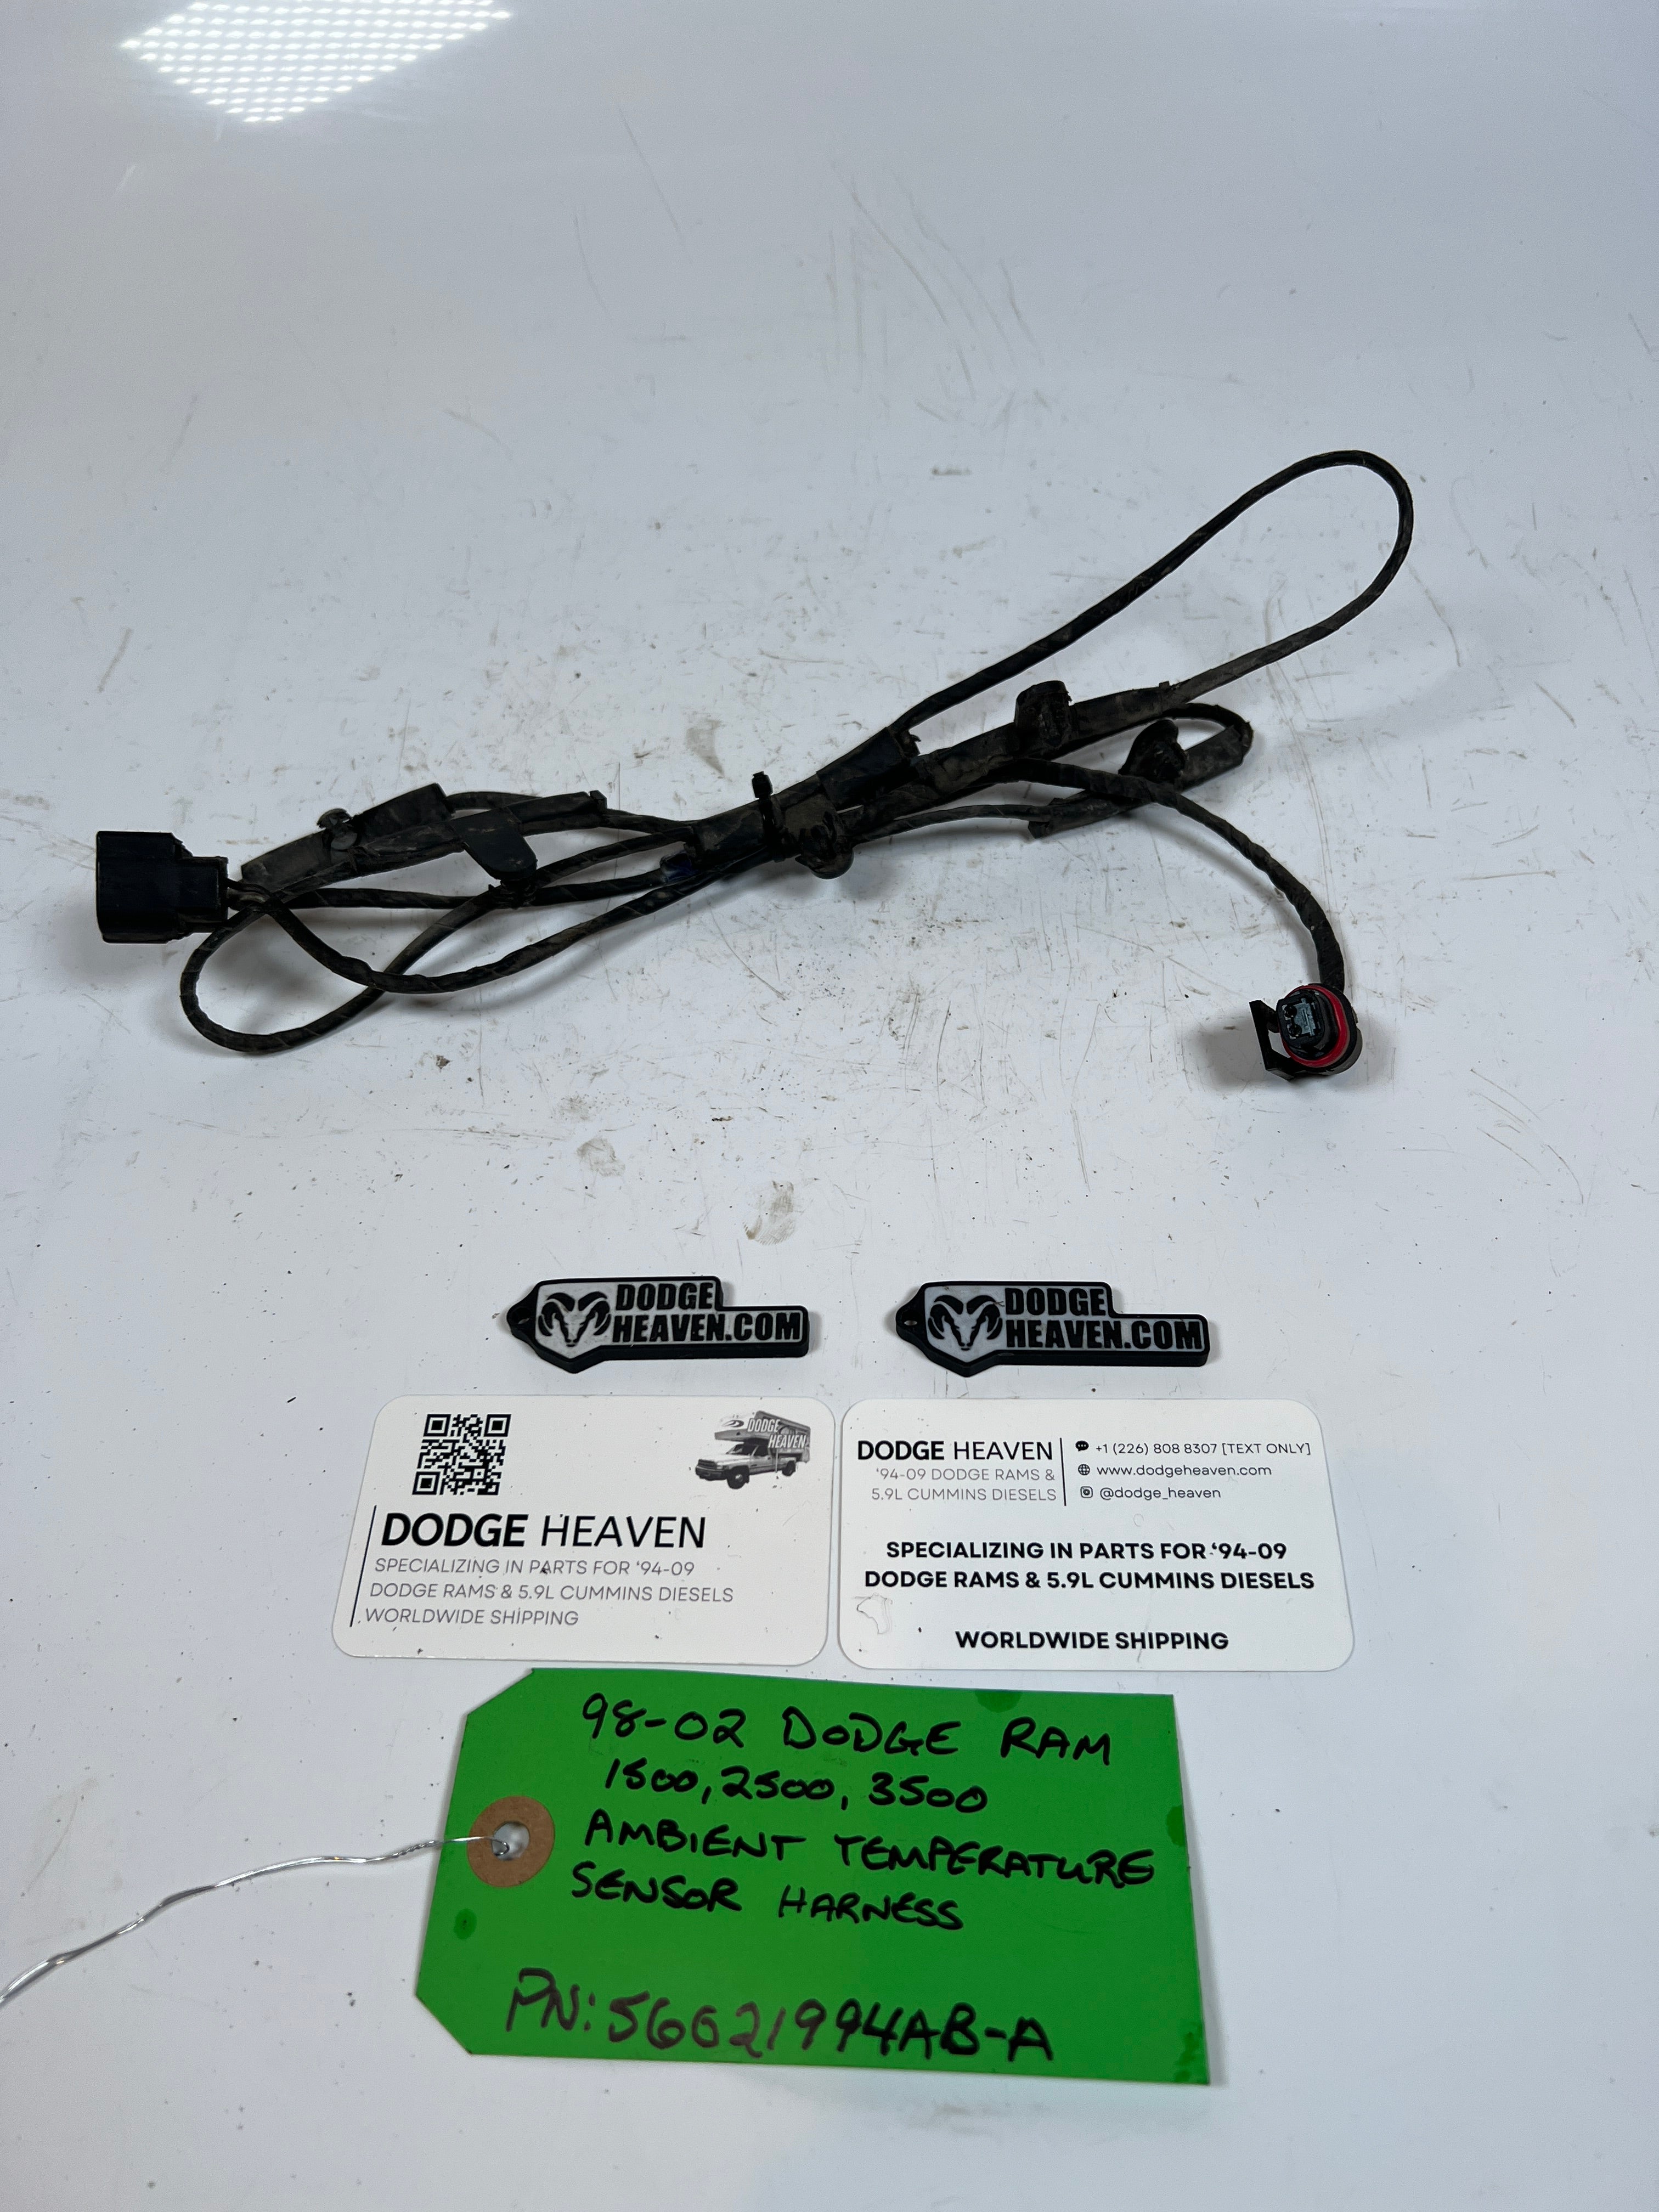 DODGE
HEAVEN.COM
DODGE
HEAVEN.COM
DODGE
HEAVEN
DODGE HEAVEN
SPECIALIZING IN PARTS FOR ‘94-09
DODGE RAMS & 5.9L CUMMINS DIESELS
WORLDWIDE SHIPPING
DODGE HEAVEN
‘94-09 DODGE RAMS &
5.9L CUMMINS DIESELS
+1 (226) 808 8307 [TEXT ONLY]
www.dodgeheaven.com
@dodge_heaven
SPECIALIZING IN PARTS FOR ‘94-09
DODGE RAMS & 5.9L CUMMINS DIESELS
WORLDWIDE SHIPPING
98-02 DODGE RAM
1500, 2500, 3500
AMBIENT TEMPERATURE
SENSOR HARNESS
PN: 56021994AB-A